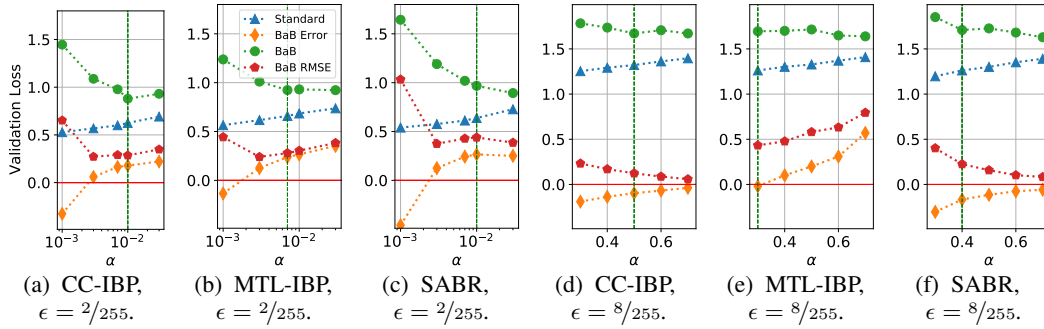 Validation Loss
1.5
1.0
0.5
0.0
10⁻³ 10⁻²
α
(a) CC-IBP,
ϵ = 2/255.
Standard
BaB Error
BaB
BaB RMSE
1.5
1.0
0.5
0.0
10⁻³ 10⁻²
α
(b) MTL-IBP,
ϵ = 2/255.
1.5
1.0
0.5
0.0
10⁻³ 10⁻²
α
(c) SABR,
ϵ = 2/255.
1.5
1.0
0.5
0.0
0.4 0.6
α
(d) CC-IBP,
ϵ = 8/255.
1.5
1.0
0.5
0.0
0.4 0.6
α
(e) MTL-IBP,
ϵ = 8/255.
1.5
1.0
0.5
0.0
0.4 0.6
α
(f) SABR,
ϵ = 8/255.